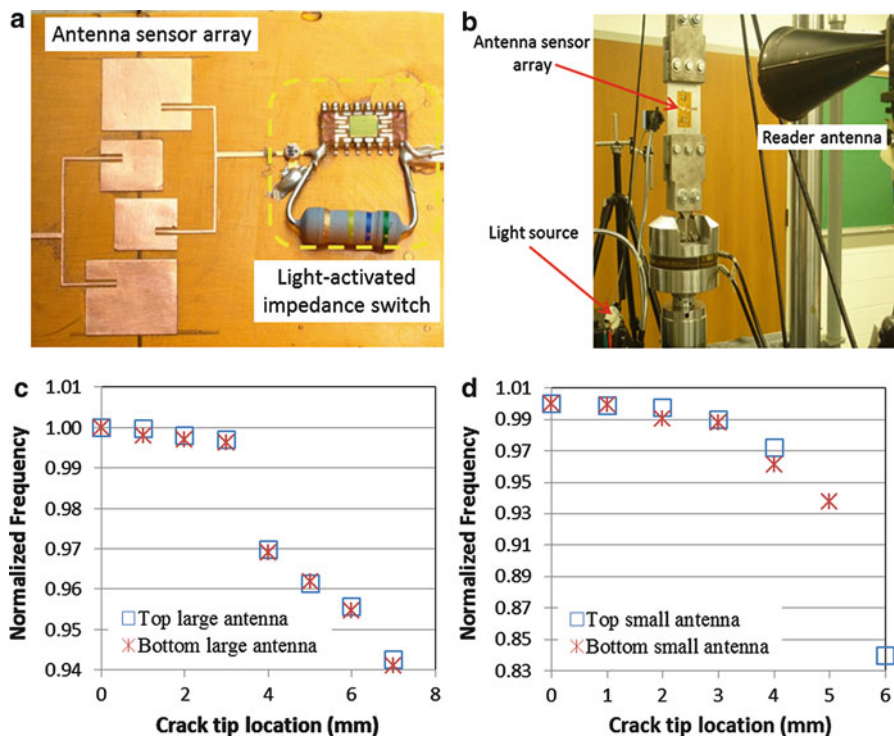 a
Antenna sensor array
Light-activated
impedance switch
b
Antenna sensor
array
Reader antenna
Light source
c
Normalized Frequency
1.01
1.00
0.99
0.98
0.97
0.96
0.95
0.94
0 2 4 6 8
Top large antenna
Bottom large antenna
Crack tip location (mm)
d
Normalized Frequency
1.01
0.99
0.97
0.95
0.93
0.91
0.89
0.87
0.85
0.83
0 1 2 3 4 5 6
Top small antenna
Bottom small antenna
Crack tip location (mm)